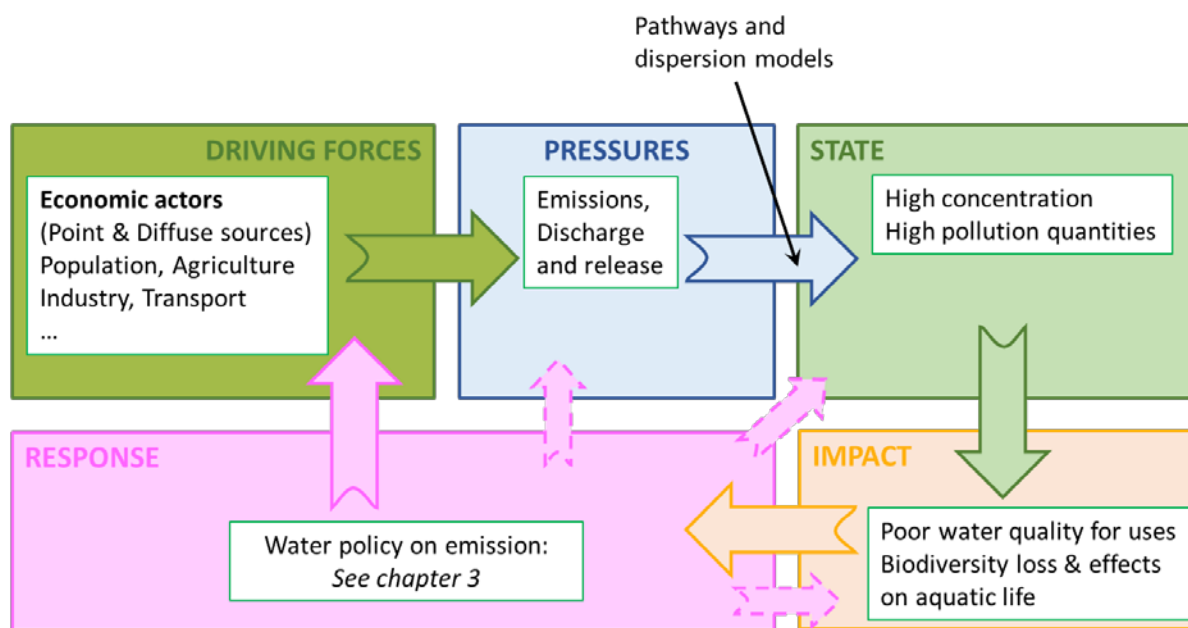 Pathways and
dispersion models
DRIVING FORCES
Economic actors
(Point & Diffuse sources)
Population, Agriculture
Industry, Transport
...
PRESSURES
Emissions,
Discharge
and release
STATE
High concentration
High pollution quantities
RESPONSE
Water policy on emission:
See chapter 3
IMPACT
Poor water quality for uses
Biodiversity loss & effects
on aquatic life